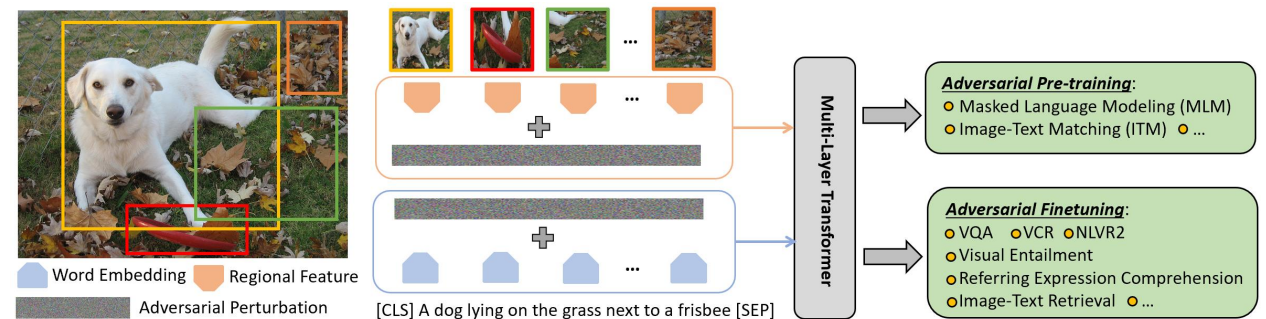 Word Embedding
Regional Feature
Adversarial Perturbation
...
...
...
[CLS] A dog lying on the grass next to a frisbee [SEP]
Multi-Layer Transformer
Adversarial Pre-training:
Masked Language Modeling (MLM)
Image-Text Matching (ITM) ...
Adversarial Finetuning:
VQA VCR NLVR2
Visual Entailment
Referring Expression Comprehension
Image-Text Retrieval ...